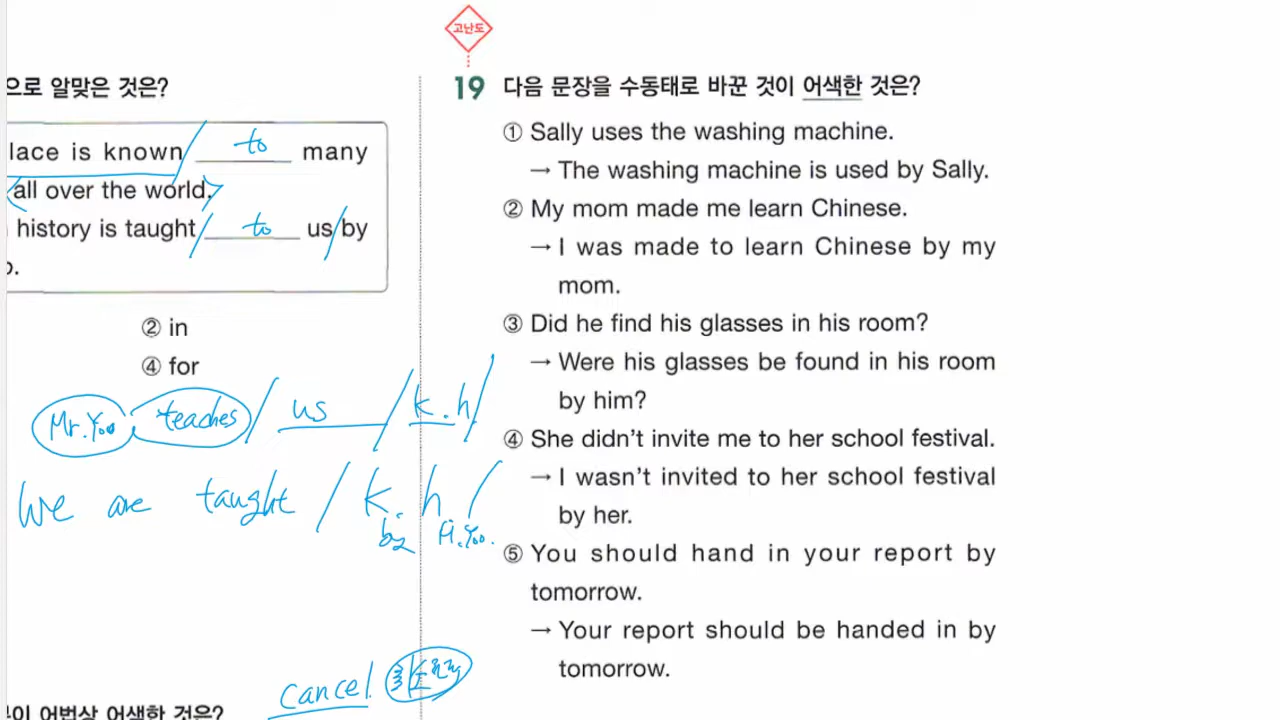 고난도
으로 알맞은 것은?
lace is known to many
all over the world.
history is taught to us by
o.
② in
④ for
Mr.Yoo teaches / us / k.h /
We are taught / k.h /
by Mr.Yoo.
cancel
이 어법상 어색한 것은?
19 다음 문장을 수동태로 바꾼 것이 어색한 것은?
① Sally uses the washing machine.
→ The washing machine is used by Sally.
② My mom made me learn Chinese.
→ I was made to learn Chinese by my
mom.
③ Did he find his glasses in his room?
→ Were his glasses be found in his room
by him?
④ She didn't invite me to her school festival.
→ I wasn't invited to her school festival
by her.
⑤ You should hand in your report by
tomorrow.
→ Your report should be handed in by
tomorrow.